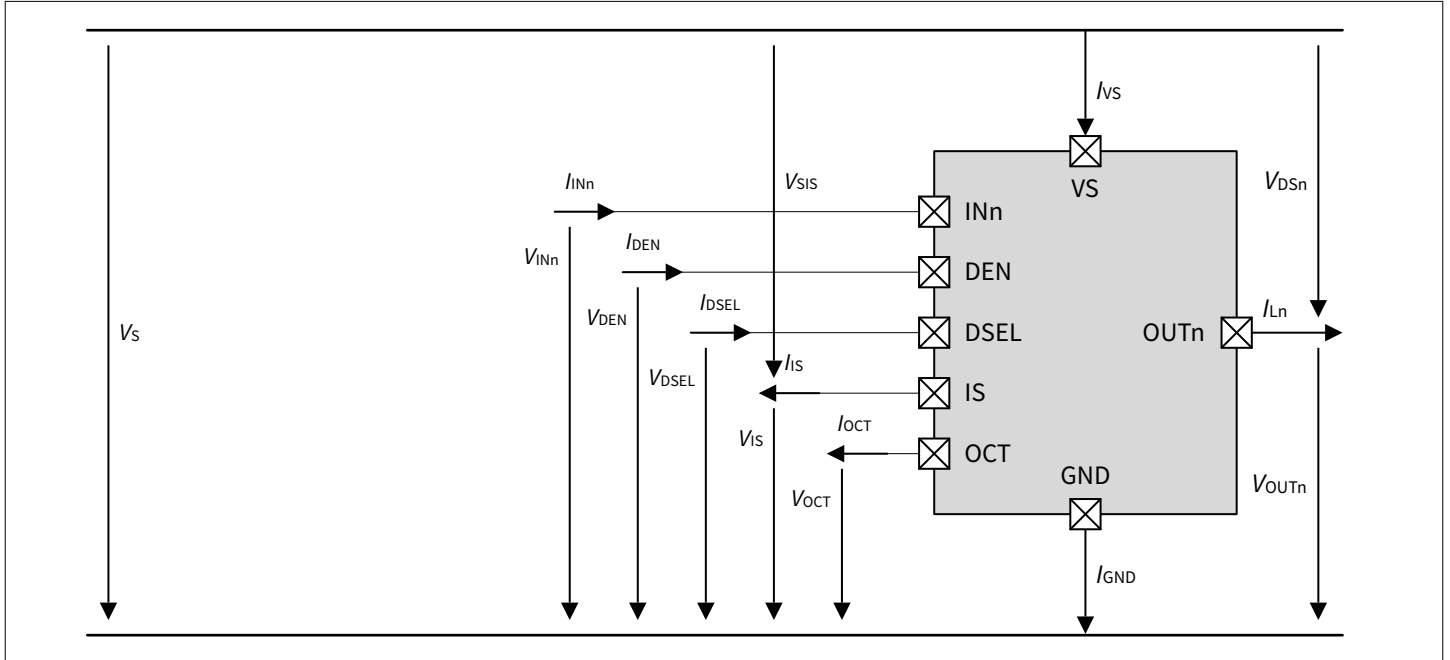 IVS
VS
IINn
VSIS
VDSn
INn
VINn
IDEN
DEN
VDEN
IDSEL
ILn
VS
DSEL
OUTn
VDSEL
IIS
IS
VIS
IOCT
OCT
GND
VOCT
VOUTn
IGND